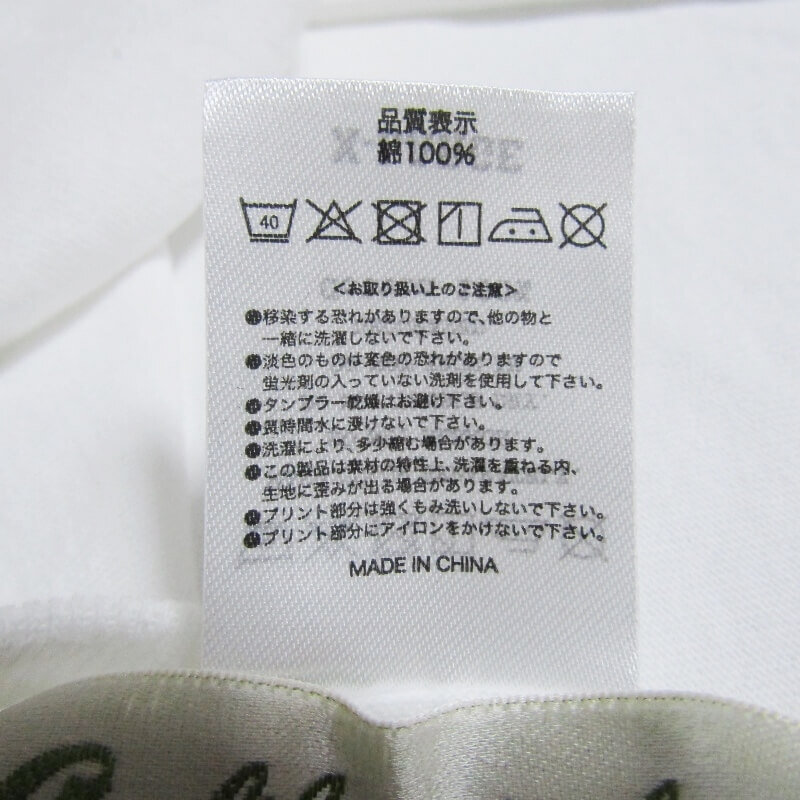 品質表示
綿100%
40
<お取り扱い上のご注意>
●移染する恐れがありますので、他の物と
一緒に洗濯しないで下さい。
●淡色のものは変色の恐れがありますので
蛍光剤の入っていない洗剤を使用して下さい。
●タンブラー乾燥はお避け下さい。
●長時間水に浸けないで下さい。
●洗濯により、多少縮む場合があります。
●この製品は素材の特性上、洗濯を重ねる内、
生地に歪みが出る場合があります。
●プリント部分は強くもみ洗いしないで下さい。
●プリント部分にアイロンをかけないで下さい。
MADE IN CHINA